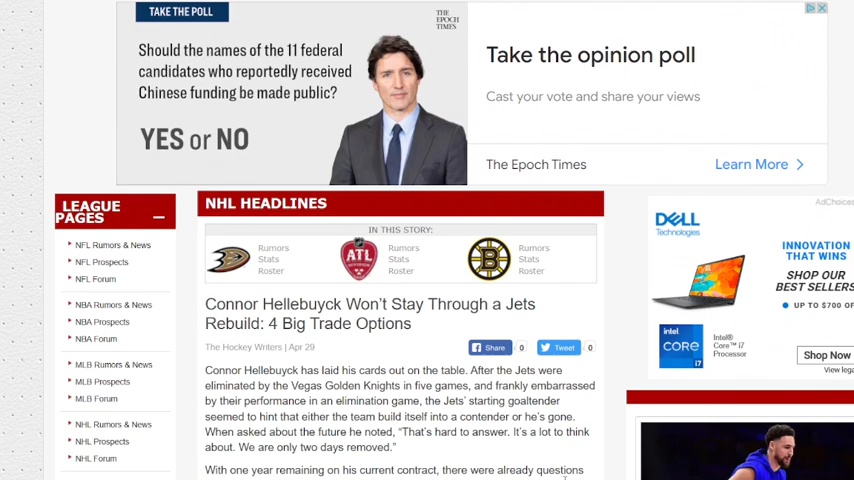 TAKE THE POLL
THE
EPOCH
TIMES
Should the names of the 11 federal
candidates who reportedly received
Chinese funding be made public?
YES or NO
Take the opinion poll
Cast your vote and share your views
The Epoch Times
Learn More
LEAGUE
PAGES
NFL Rumors & News
NFL Prospects
NFL Forum
NBA Rumors & News
NBA Prospects
NBA Forum
MLB Rumors & News
MLB Prospects
MLB Forum
NHL Rumors & News
NHL Prospects
NHL Forum
NHL HEADLINES
IN THIS STORY:
Rumors
Stats
Roster
ATL
Rumors
Stats
Roster
B
Rumors
Stats
Roster
Connor Hellebuyck Won't Stay Through a Jets
Rebuild: 4 Big Trade Options
The Hockey Writers | Apr 29
Share 0
Tweet 0
Connor Hellebuyck has laid his cards out on the table. After the Jets were
eliminated by the Vegas Golden Knights in five games, and frankly embarrassed
by their performance in an elimination game, the Jets' starting goaltender
seemed to hint that either the team build itself into a contender or he's gone.
When asked about the future he noted, “That's hard to answer. It's a lot to think
about. We are only two days removed.”
With one year remaining on his current contract, there were already questions
AdChoices
DELL
Technologies
INNOVATION
THAT WINS
SHOP OUR
BEST SELLERS
UP TO $700 OF
intel
CORE
i7
Intel®
Core™ i7
Processor
Shop Now
View lega